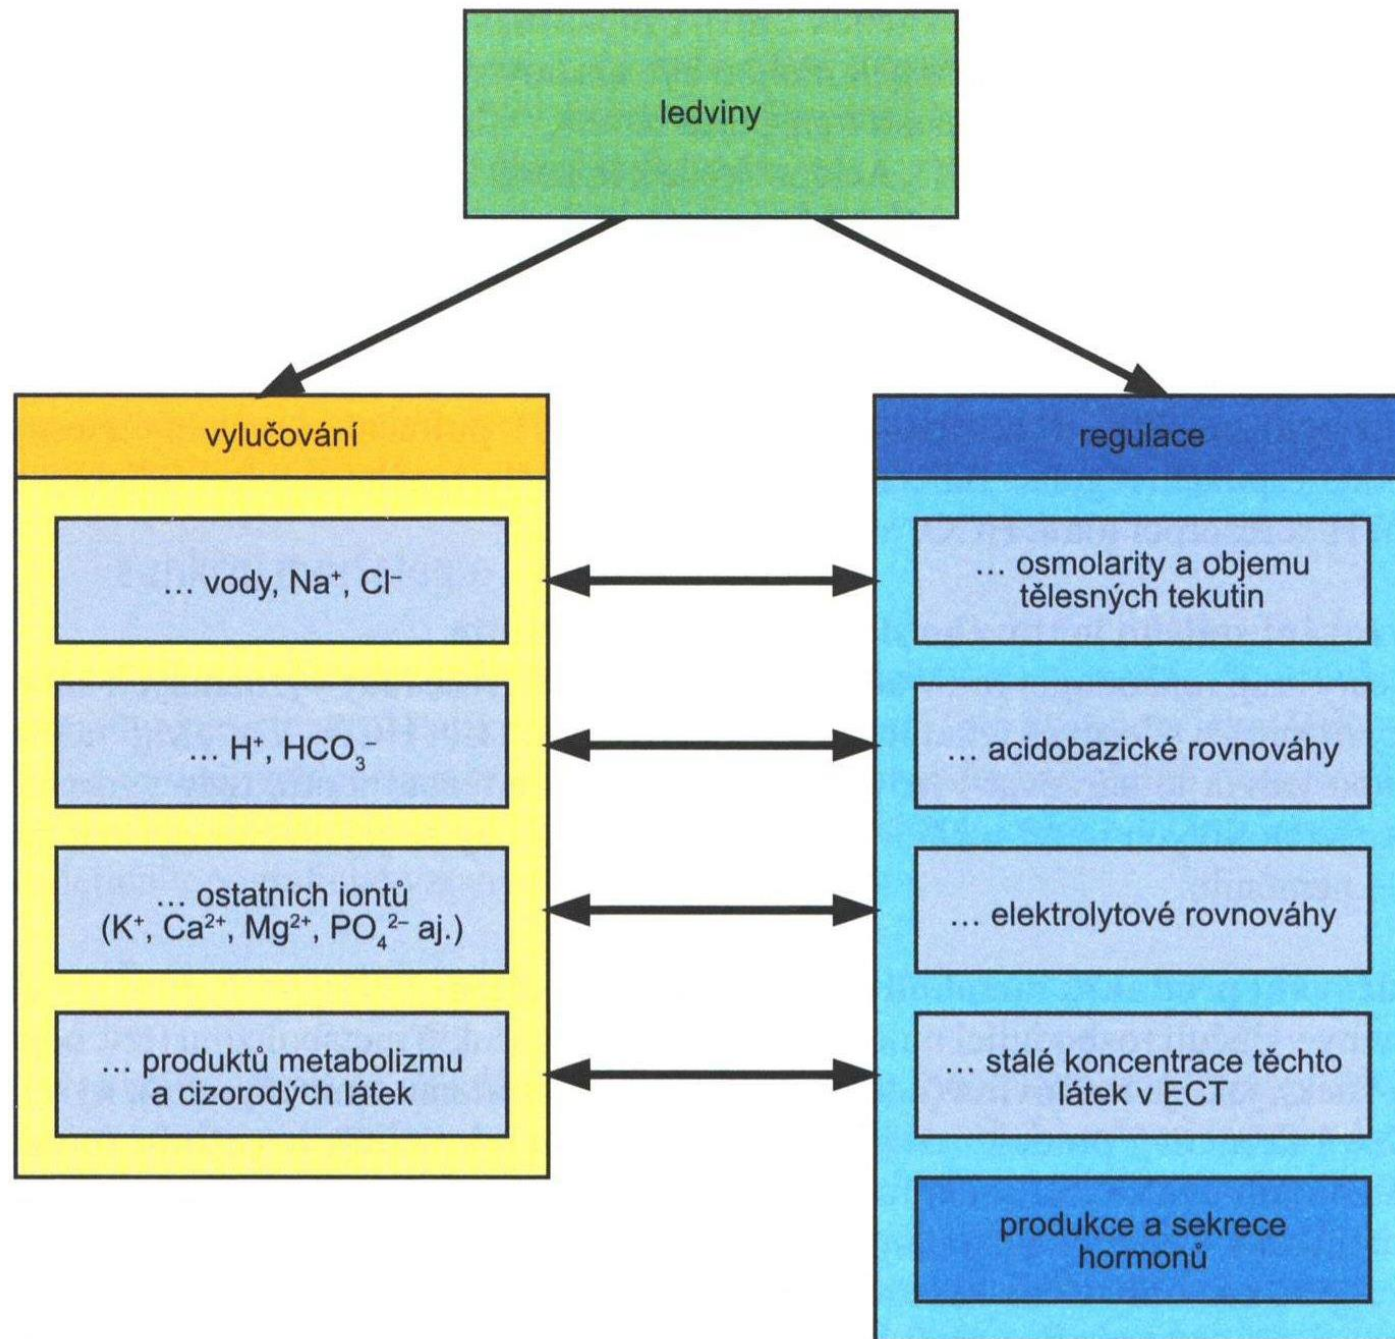 ledviny
vylučování
… vody, Na⁺, Cl⁻
… H⁺, HCO₃⁻
… ostatních iontů
(K⁺, Ca²⁺, Mg²⁺, PO₄²⁻ aj.)
… produktů metabolizmu
a cizorodých látek
regulace
… osmolarity a objemu
tělesných tekutin
… acidobazické rovnováhy
… elektrolytové rovnováhy
… stálé koncentrace těchto
látek v ECT
produkce a sekrece
hormonů